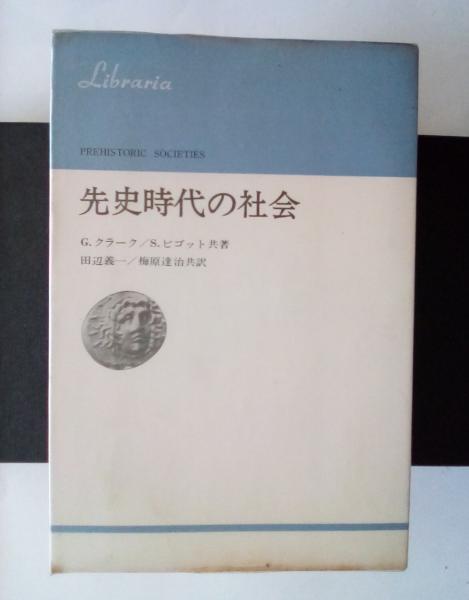 Libraria
PREHISTORIC SOCIETIES
先史時代の社会
G.クラーク／S.ピゴット共著
田辺義一／梅原達治共訳